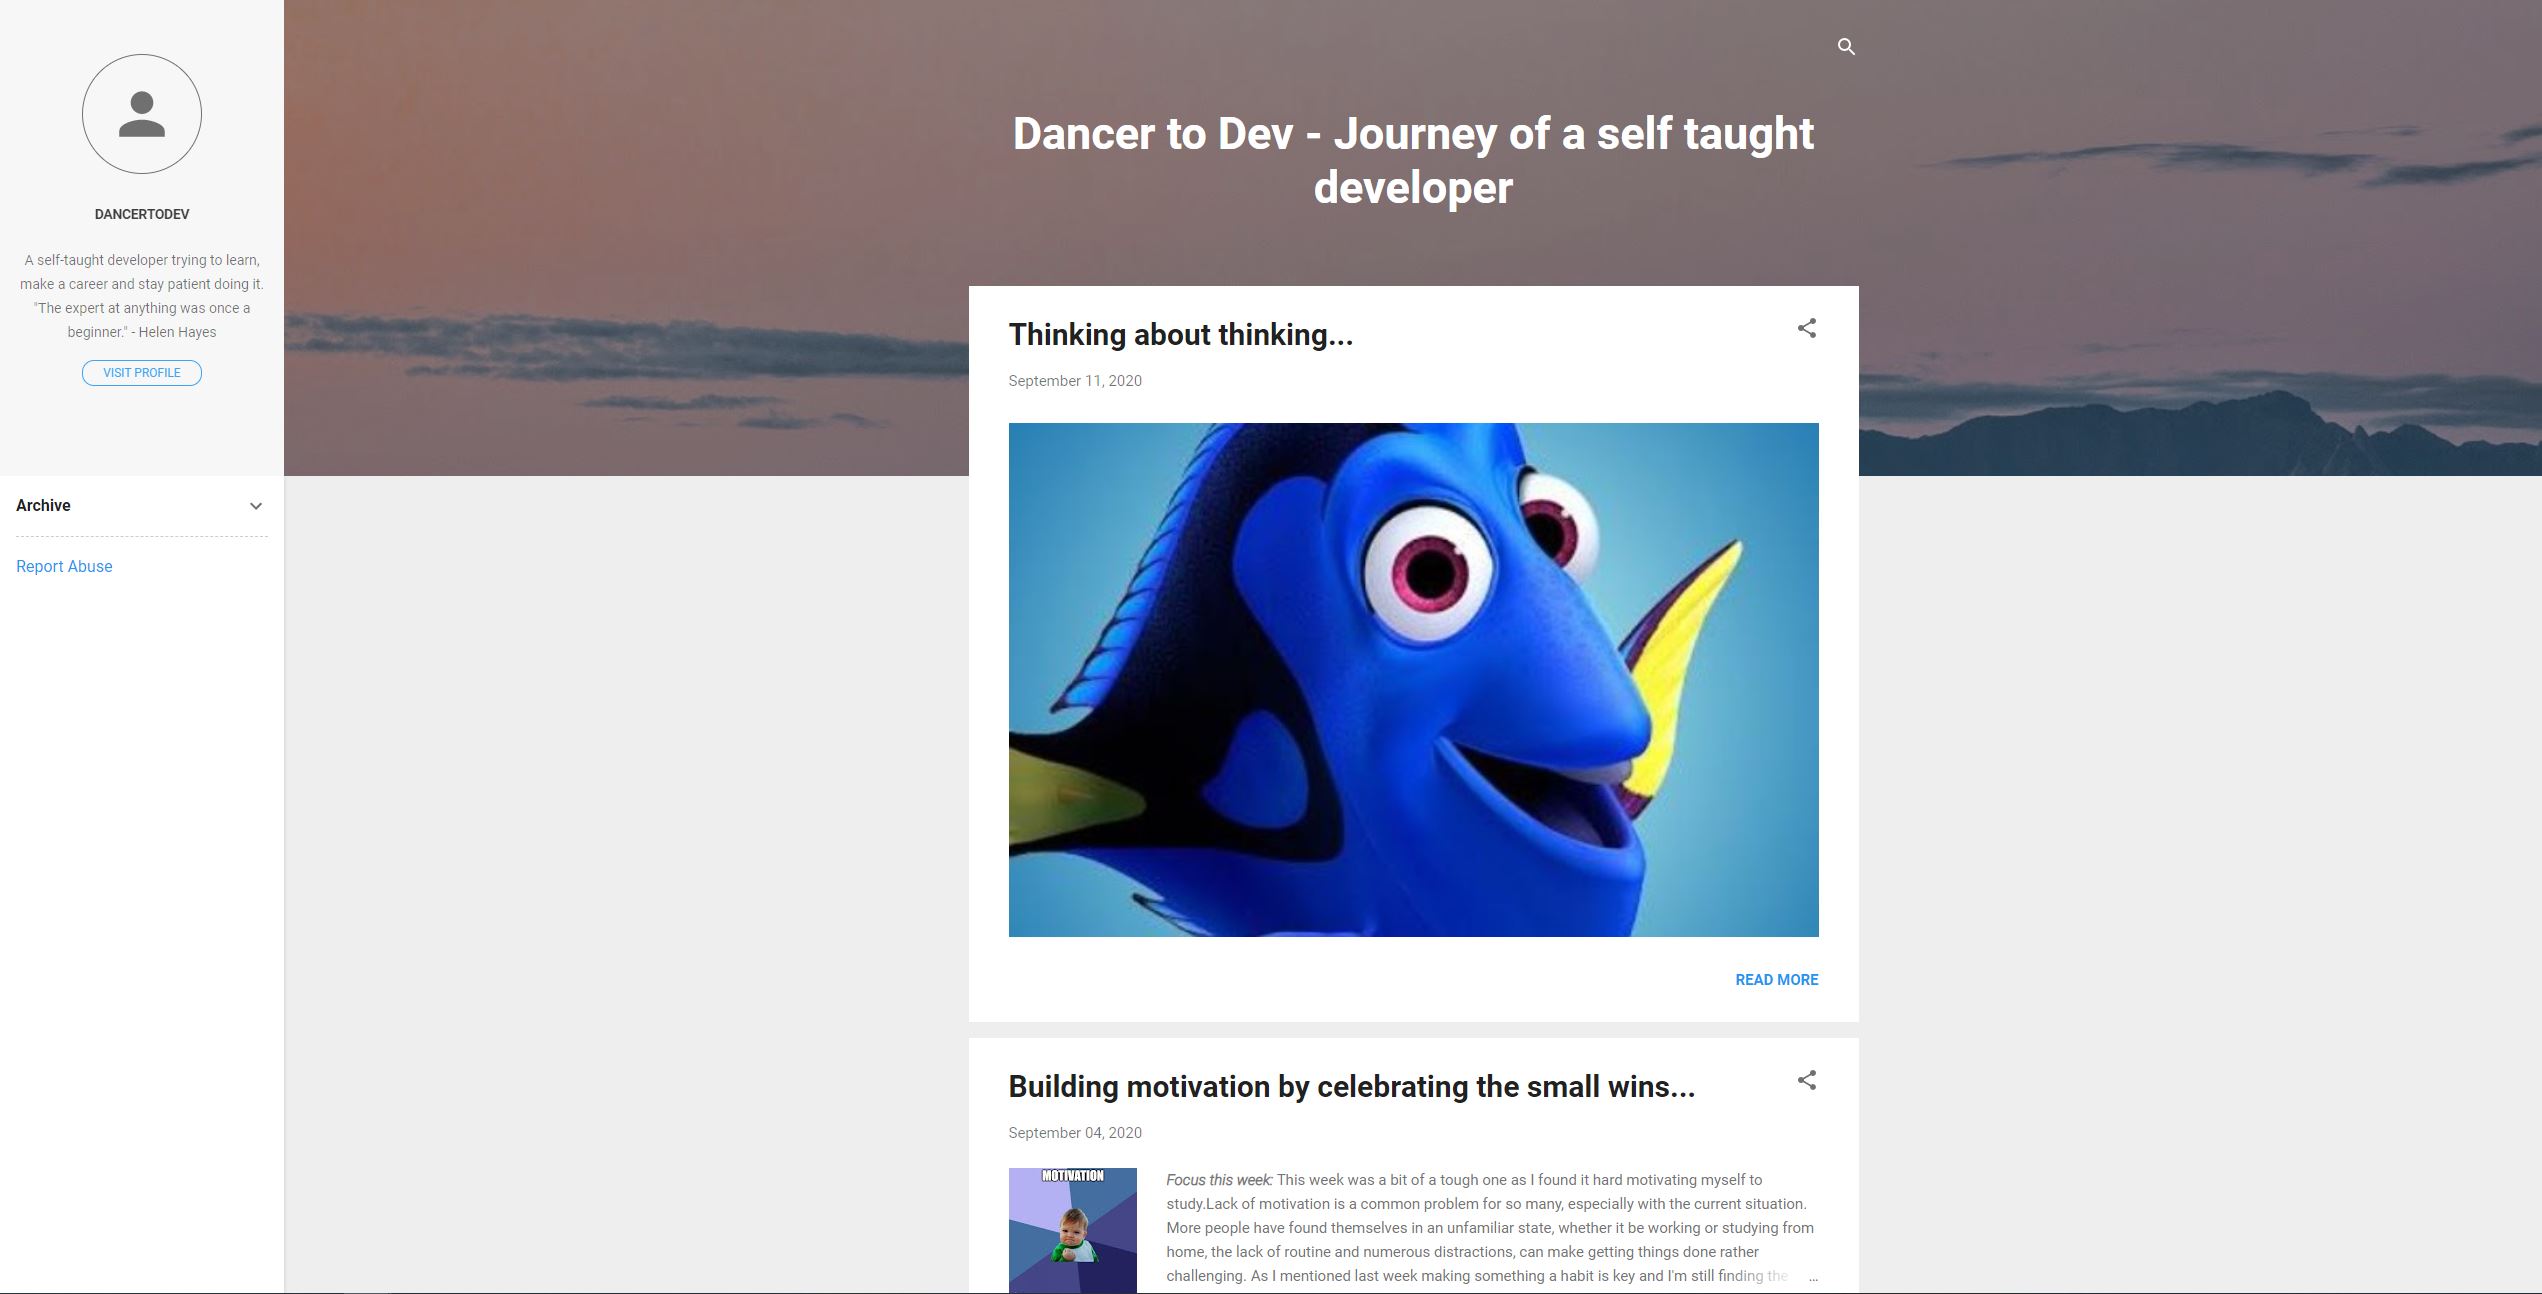 DANCERTODEV
A self-taught developer trying to learn,
make a career and stay patient doing it.
"The expert at anything was once a
beginner." - Helen Hayes
VISIT PROFILE
Archive
Report Abuse
Dancer to Dev - Journey of a self taught
developer
Thinking about thinking...
September 11, 2020
READ MORE
Building motivation by celebrating the small wins...
September 04, 2020
MOTIVATION
Focus this week: This week was a bit of a tough one as I found it hard motivating myself to
study.Lack of motivation is a common problem for so many, especially with the current situation.
More people have found themselves in an unfamiliar state, whether it be working or studying from
home, the lack of routine and numerous distractions, can make getting things done rather
challenging. As I mentioned last week making something a habit is key and I'm still finding the ...